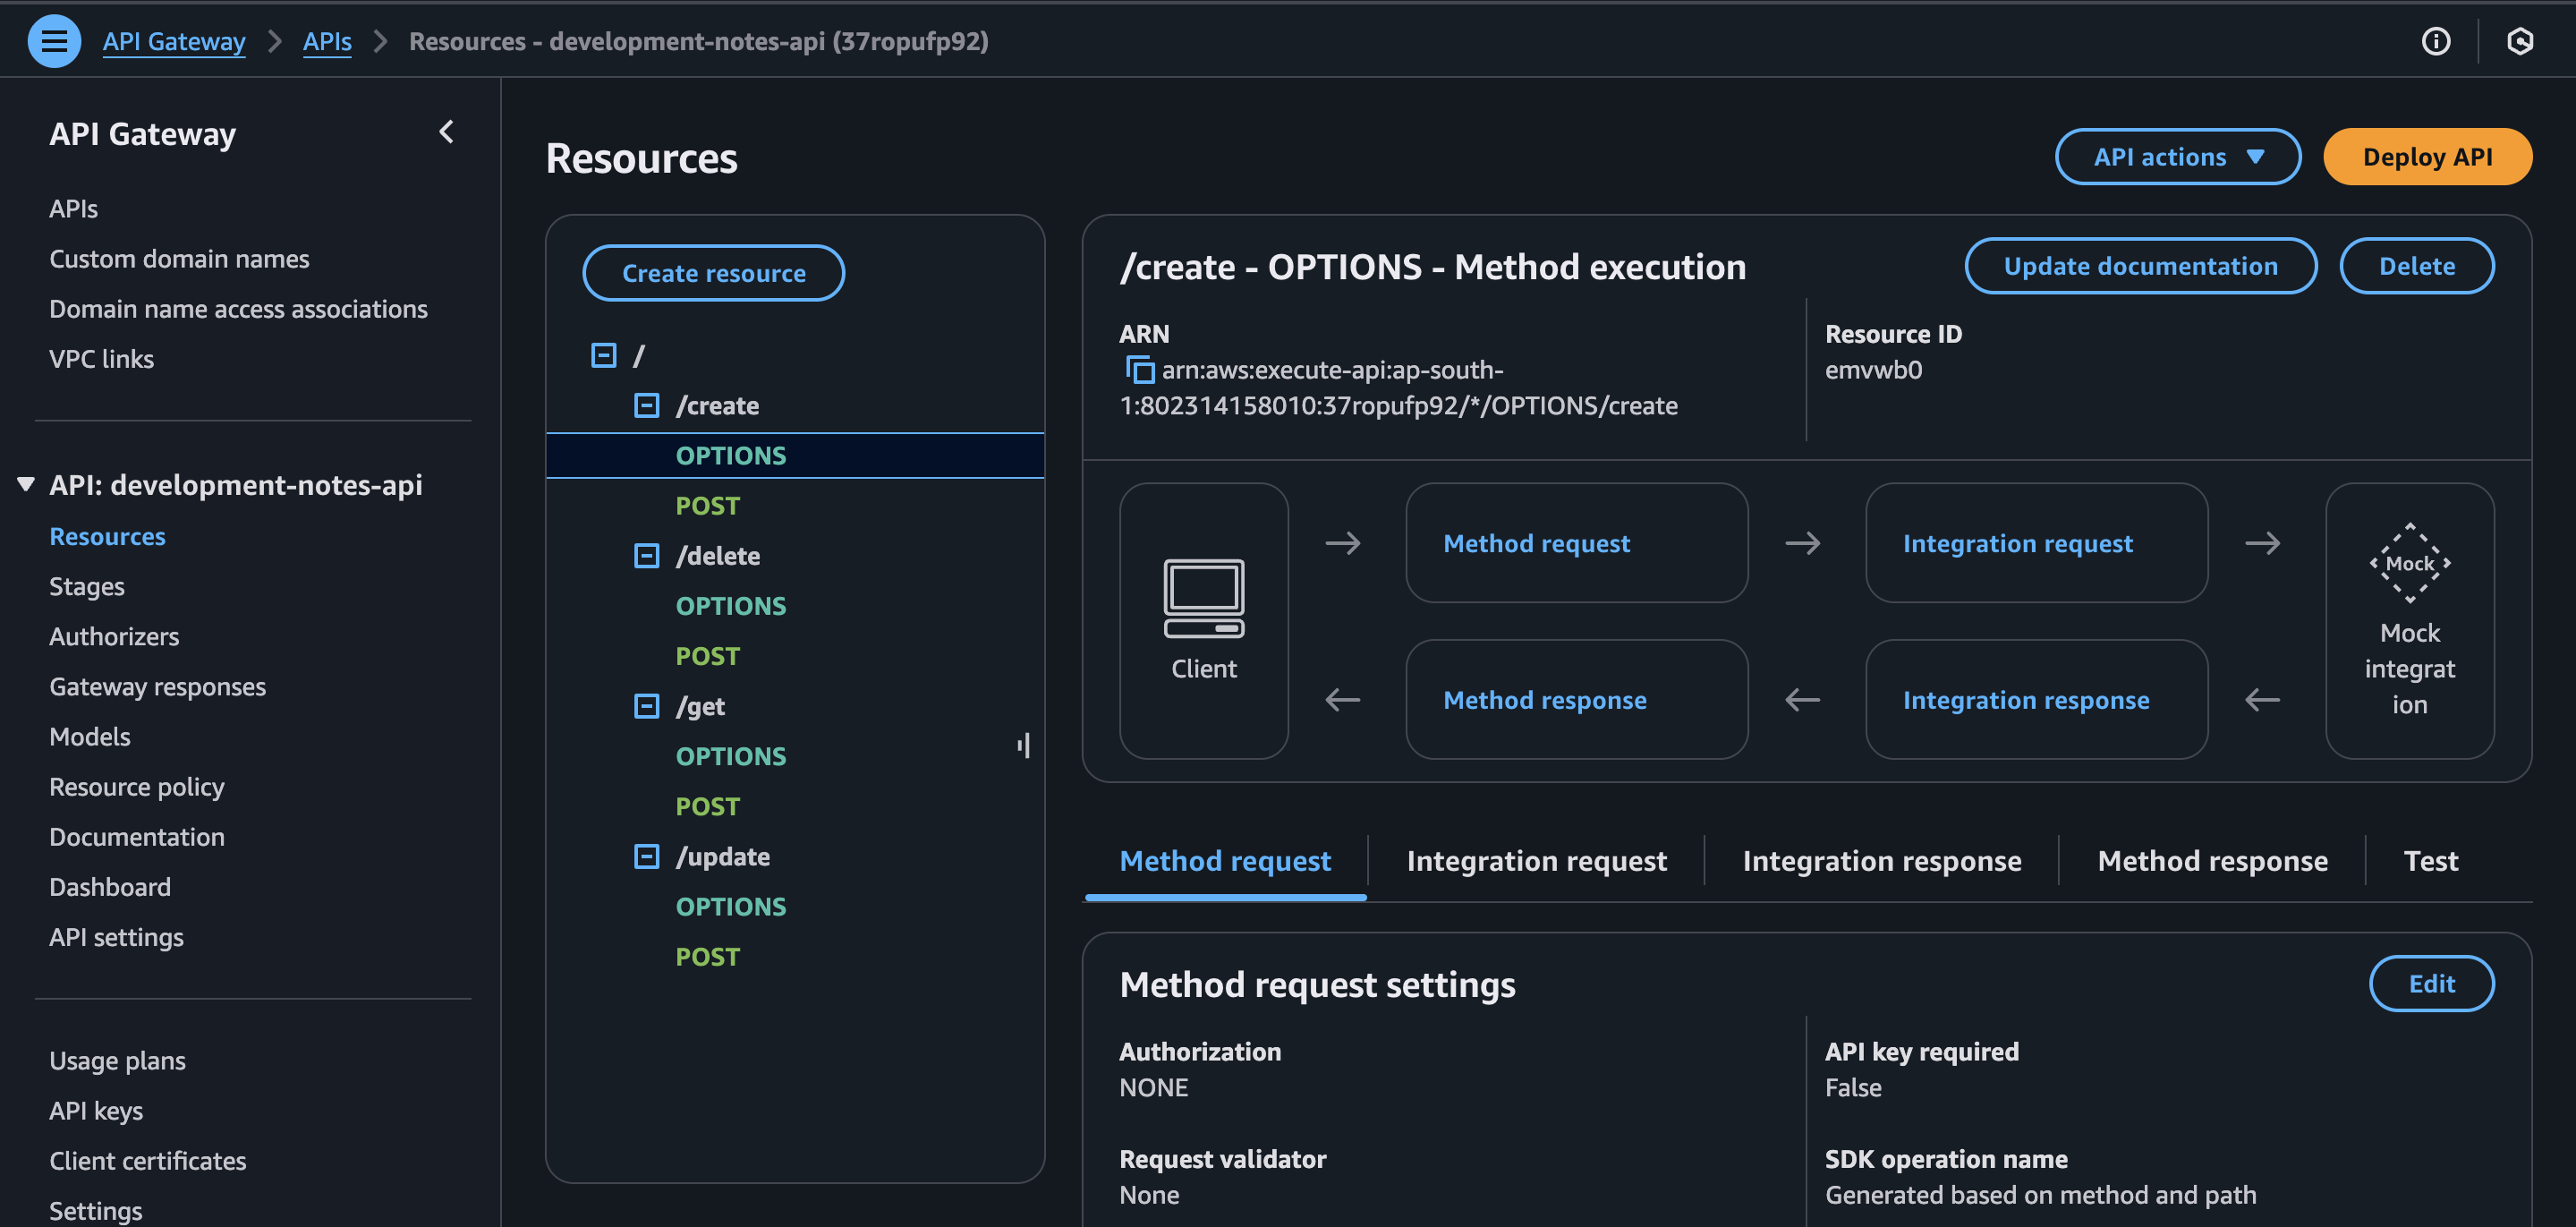 API Gateway > APIs > Resources - development-notes-api (37ropufp92)
API Gateway
APIs
Custom domain names
Domain name access associations
VPC links
API: development-notes-api
Resources
Stages
Authorizers
Gateway responses
Models
Resource policy
Documentation
Dashboard
API settings
Usage plans
API keys
Client certificates
Settings
Resources
API actions
Deploy API
Create resource
/
/create
OPTIONS
POST
/delete
OPTIONS
POST
/get
OPTIONS
POST
/update
OPTIONS
POST
/create - OPTIONS - Method execution
Update documentation
Delete
ARN
arn:aws:execute-api:ap-south-
1:802314158010:37ropufp92/*/OPTIONS/create
Resource ID
emvwb0
Client
Method request
Integration request
Mock
Mock
integrat
ion
Method response
Integration response
Method request
Integration request
Integration response
Method response
Test
Method request settings
Edit
Authorization
NONE
API key required
False
Request validator
None
SDK operation name
Generated based on method and path